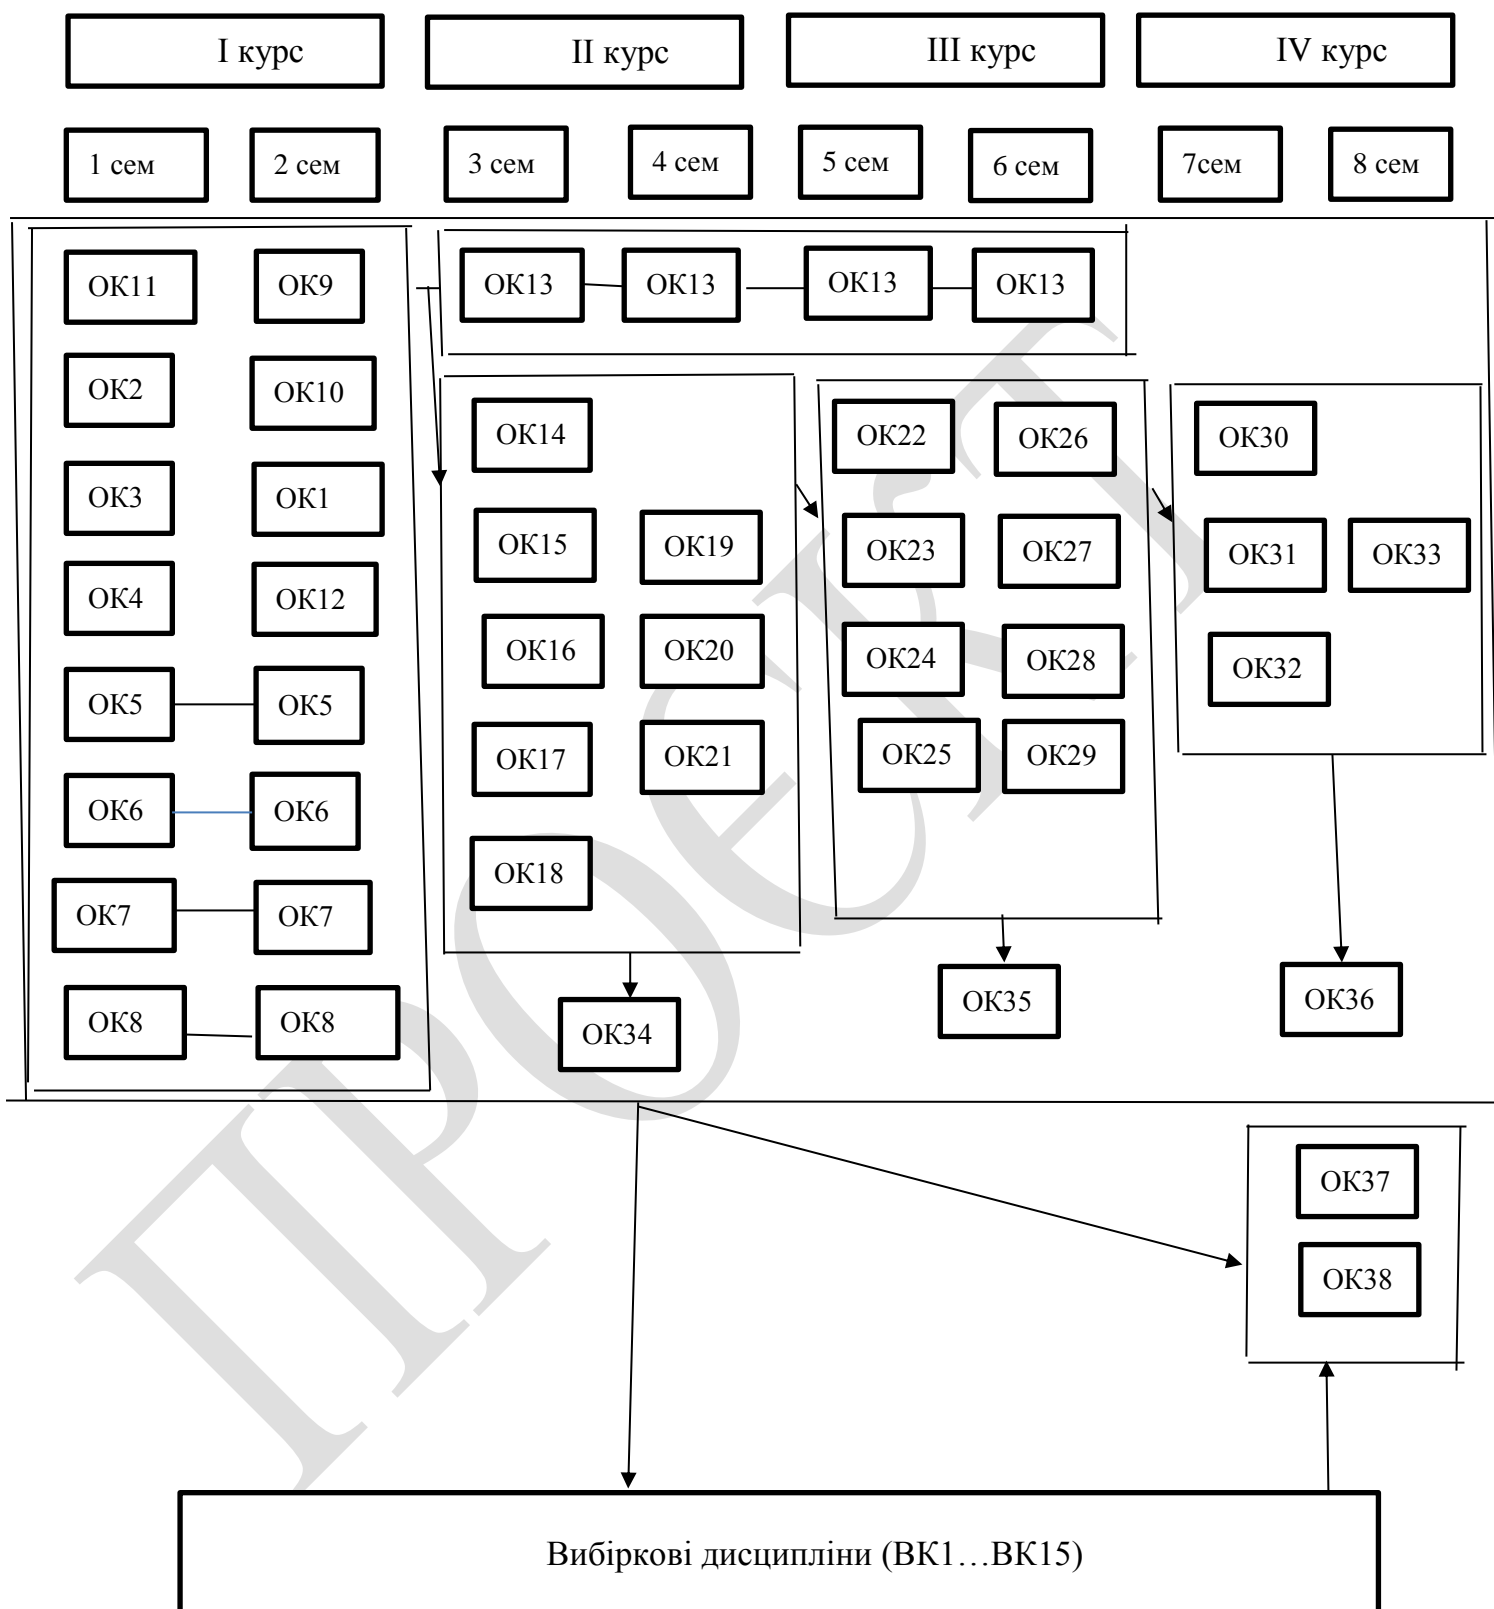 I курс
II курс
III курс
IV курс
1 сем
2 сем
3 сем
4 сем
5 сем
6 сем
7сем
8 сем
ОК11
ОК9
ОК13
ОК13
ОК13
ОК13
ОК2
ОК10
ОК14
ОК22
ОК26
ОК30
ОК3
ОК1
ОК15
ОК19
ОК23
ОК27
ОК31
ОК33
ОК4
ОК12
ОК16
ОК20
ОК24
ОК28
ОК32
ОК5
ОК5
ОК17
ОК21
ОК25
ОК29
ОК6
ОК6
ОК18
ОК7
ОК7
ОК8
ОК8
ОК34
ОК35
ОК36
ОК37
ОК38
Вибіркові дисципліни (ВК1…ВК15)
ПРОЄКТ